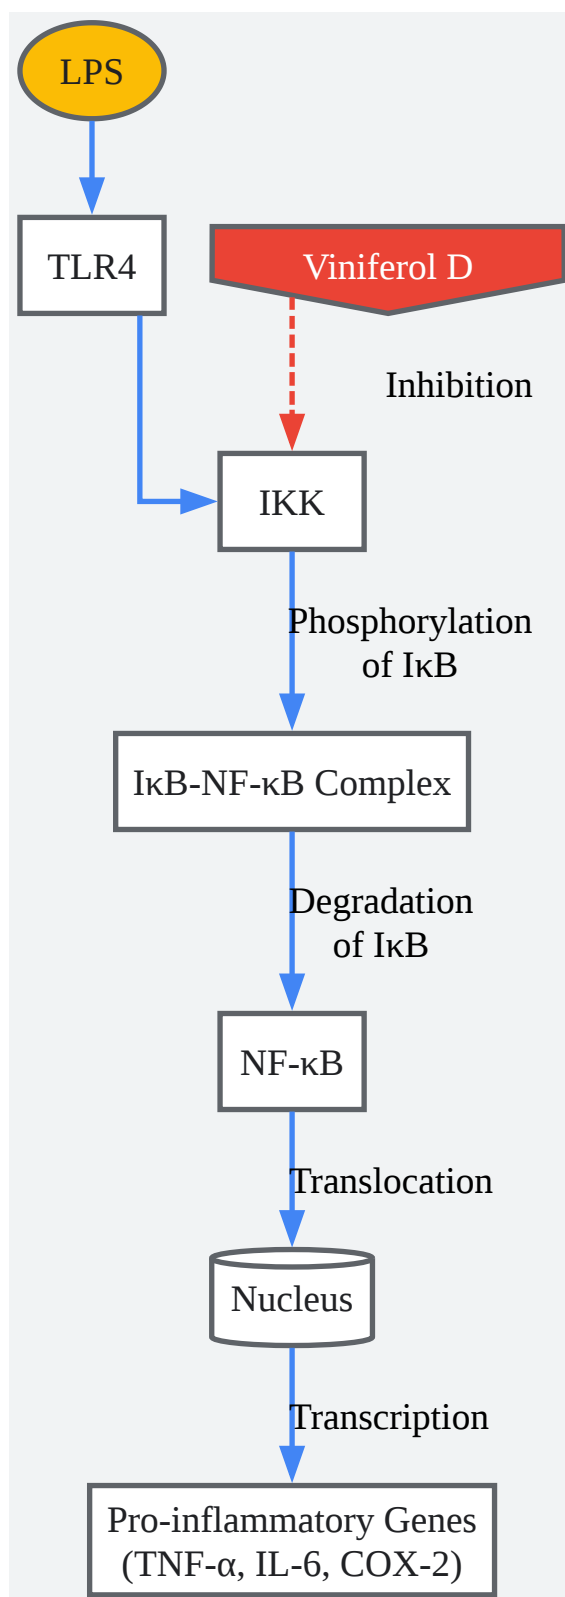 LPS
TLR4
Viniferol D
Inhibition
IKK
Phosphorylation
of IκB
IκB-NF-κB Complex
Degradation
of IκB
NF-κB
Translocation
Nucleus
Transcription
Pro-inflammatory Genes
(TNF-α, IL-6, COX-2)